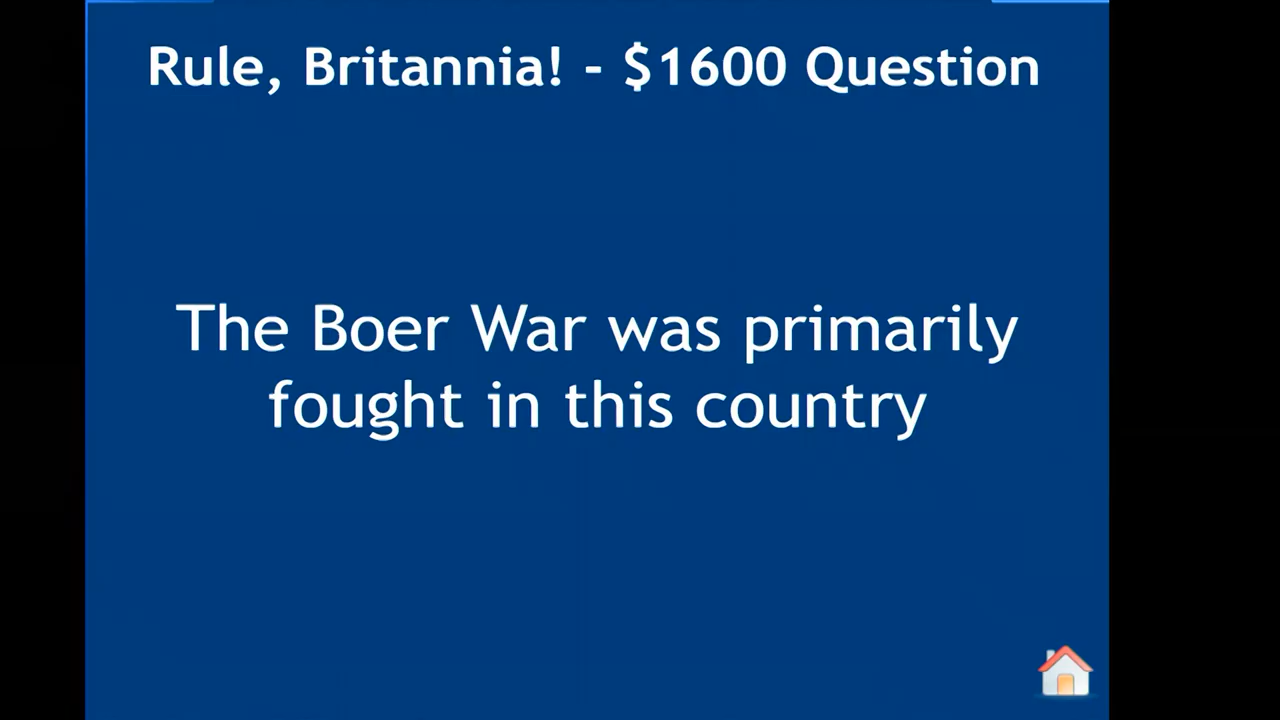 Rule, Britannia! - $1600 Question
The Boer War was primarily
fought in this country